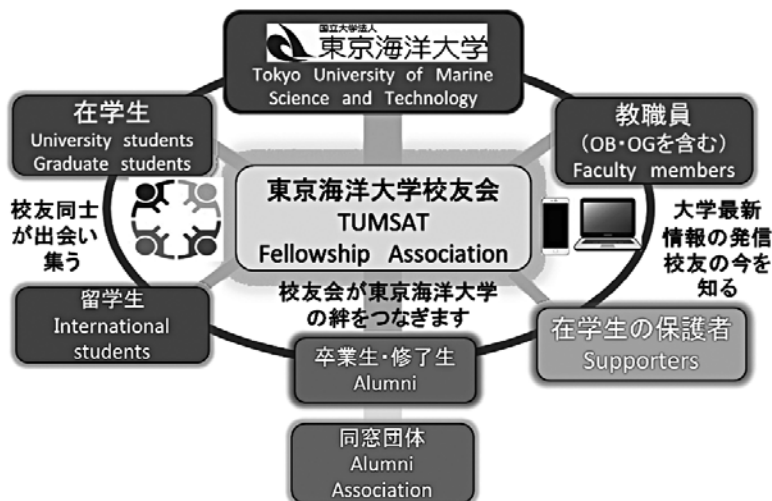 国立大学法人
東京海洋大学
Tokyo University of Marine
Science and Technology
在学生
University students
Graduate students
教職員
(OB・OGを含む)
Faculty members
東京海洋大学校友会
TUMSAT
Fellowship Association
校友同士
が出会い
集う
大学最新
情報の発信
校友の今を
知る
校友会が東京海洋大学
の絆をつなぎます
留学生
International
students
在学生の保護者
Supporters
卒業生・修了生
Alumni
同窓団体
Alumni
Association